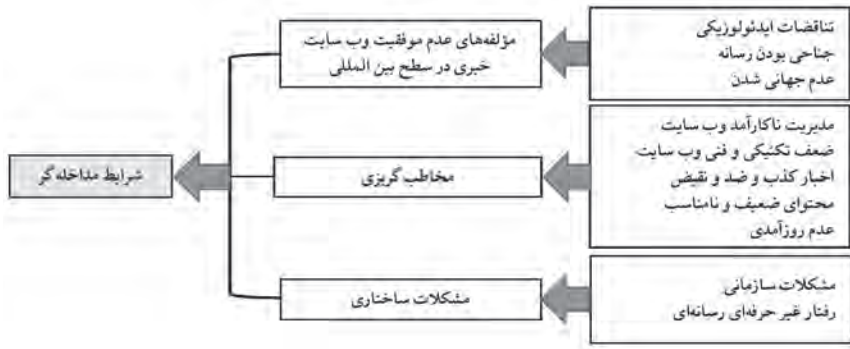 تناقضات ایدئولوزیکی
جناحی بودن رسانه
عدم جهانی شدن
مؤلفه‌های عدم موفقیت وب سایت
خبری در سطح بین المللی
مدیریت ناکارآمد وب سایت
ضعف تکنیکی و فنی وب سایت
اخبار کذب و ضد و نقیض
محتوای ضعیف و نامناسب
عدم روزآمدی
مخاطب گریزی
شرایط مداخله‌گر
مشکلات سازمانی
رفتار غیر حرفه‌ای رسانه‌ای
مشکلات ساختاری